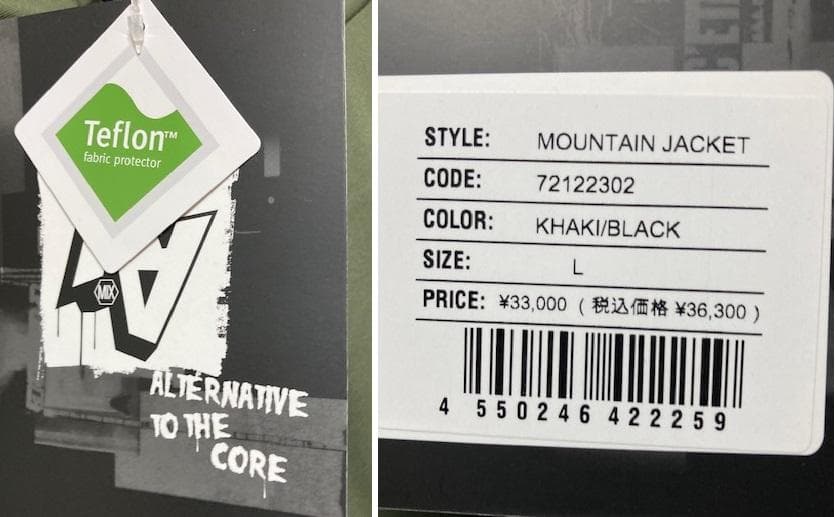 Teflon™
fabric protector
MIX
ALTERNATIVE
TO THE
CORE
STYLE: MOUNTAIN JACKET
CODE: 72122302
COLOR: KHAKI/BLACK
SIZE: L
PRICE: ¥33,000 ( 税込価格 ¥36,300 )
4 550246 422259